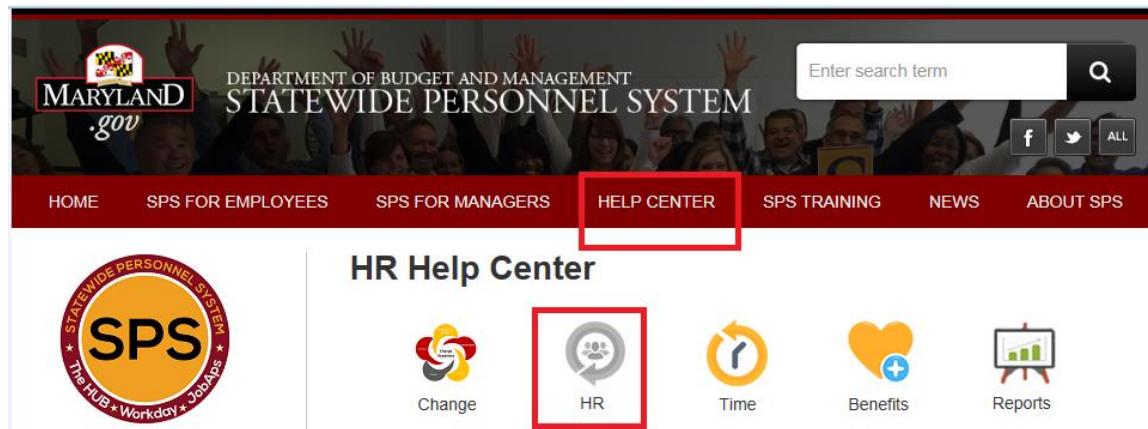 MARYLAND
.gov
DEPARTMENT OF BUDGET AND MANAGEMENT
STATEWIDE PERSONNEL SYSTEM
Enter search term
f
ALL
HOME SPS FOR EMPLOYEES SPS FOR MANAGERS HELP CENTER SPS TRAINING NEWS ABOUT SPS
STATEWIDE PERSONNEL SYSTEM
SPS
The HUB ★ Workday ★ JobAps
HR Help Center
Change Readiness
Change HR Time Benefits Reports